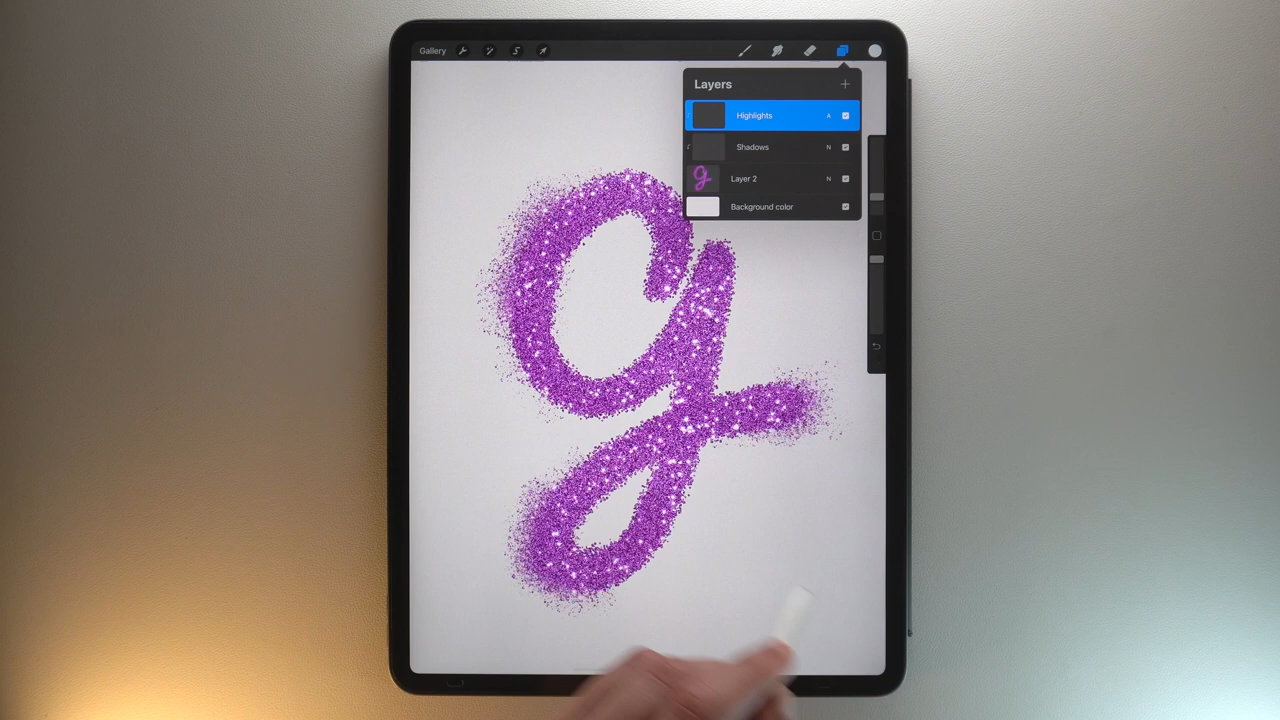 Gallery
Layers
Highlights A
Shadows N
Layer 2 N
Background color
g